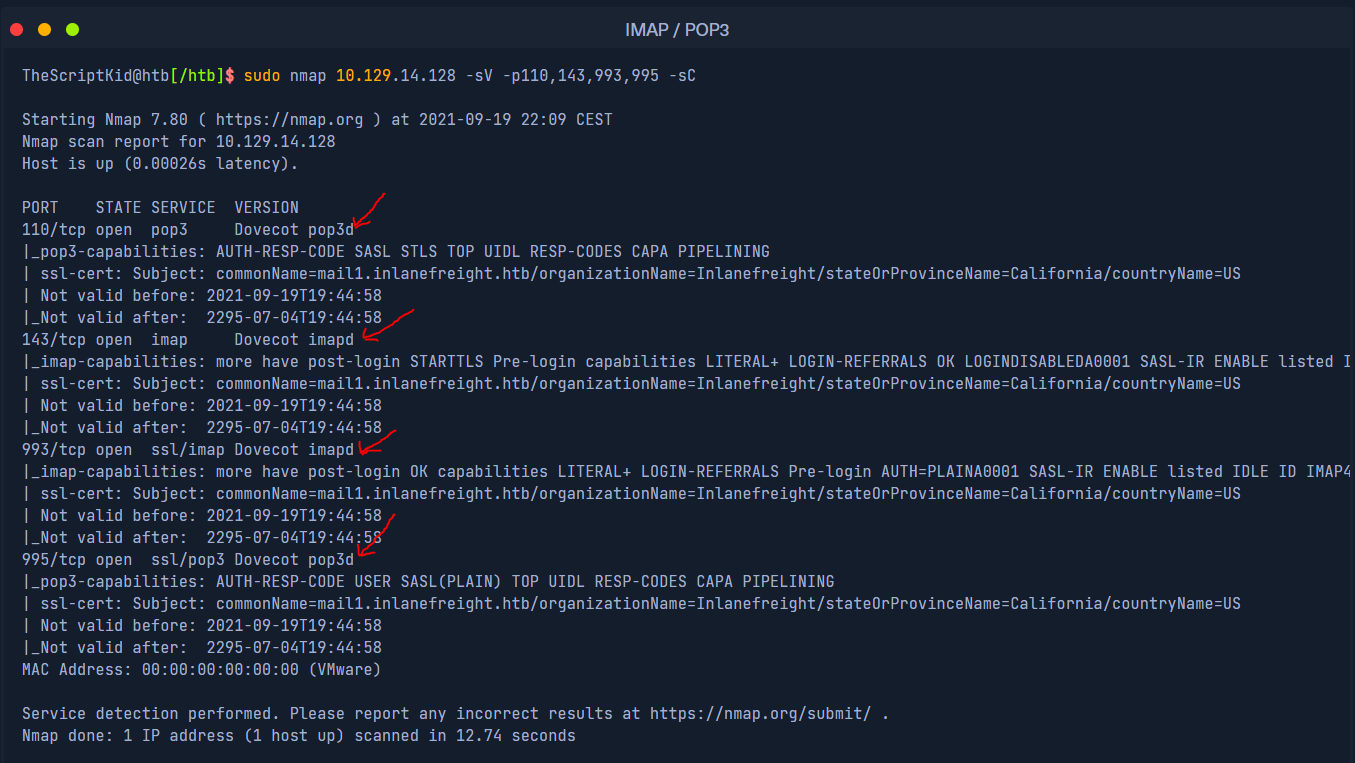 IMAP / POP3
TheScriptKid@htb[/htb]$ sudo nmap 10.129.14.128 -sV -p110,143,993,995 -sC
Starting Nmap 7.80 ( https://nmap.org ) at 2021-09-19 22:09 CEST
Nmap scan report for 10.129.14.128
Host is up (0.00026s latency).
PORT    STATE SERVICE  VERSION
110/tcp open  pop3     Dovecot pop3d
|_pop3-capabilities: AUTH-RESP-CODE SASL STLS TOP UIDL RESP-CODES CAPA PIPELINING
| ssl-cert: Subject: commonName=mail1.inlanefreight.htb/organizationName=Inlanefreight/stateOrProvinceName=California/countryName=US
| Not valid before: 2021-09-19T19:44:58
|_Not valid after:  2295-07-04T19:44:58
143/tcp open  imap     Dovecot imapd
|_imap-capabilities: more have post-login STARTTLS Pre-login capabilities LITERAL+ LOGIN-REFERRALS OK LOGINDISABLEDA0001 SASL-IR ENABLE listed I
| ssl-cert: Subject: commonName=mail1.inlanefreight.htb/organizationName=Inlanefreight/stateOrProvinceName=California/countryName=US
| Not valid before: 2021-09-19T19:44:58
|_Not valid after:  2295-07-04T19:44:58
993/tcp open  ssl/imap Dovecot imapd
|_imap-capabilities: more have post-login OK capabilities LITERAL+ LOGIN-REFERRALS Pre-login AUTH=PLAINA0001 SASL-IR ENABLE listed IDLE ID IMAP4
| ssl-cert: Subject: commonName=mail1.inlanefreight.htb/organizationName=Inlanefreight/stateOrProvinceName=California/countryName=US
| Not valid before: 2021-09-19T19:44:58
|_Not valid after:  2295-07-04T19:44:58
995/tcp open  ssl/pop3 Dovecot pop3d
|_pop3-capabilities: AUTH-RESP-CODE USER SASL(PLAIN) TOP UIDL RESP-CODES CAPA PIPELINING
| ssl-cert: Subject: commonName=mail1.inlanefreight.htb/organizationName=Inlanefreight/stateOrProvinceName=California/countryName=US
| Not valid before: 2021-09-19T19:44:58
|_Not valid after:  2295-07-04T19:44:58
MAC Address: 00:00:00:00:00:00 (VMware)
Service detection performed. Please report any incorrect results at https://nmap.org/submit/ .
Nmap done: 1 IP address (1 host up) scanned in 12.74 seconds